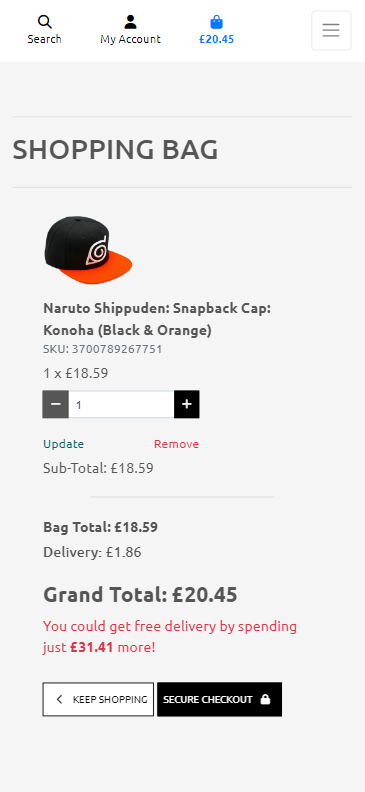 Search
My Account
£20.45
SHOPPING BAG
Naruto Shippuden: Snapback Cap:
Konoha (Black & Orange)
SKU: 3700789267751
1 x £18.59
1
Update
Remove
Sub-Total: £18.59
Bag Total: £18.59
Delivery: £1.86
Grand Total: £20.45
You could get free delivery by spending
just £31.41 more!
KEEP SHOPPING
SECURE CHECKOUT